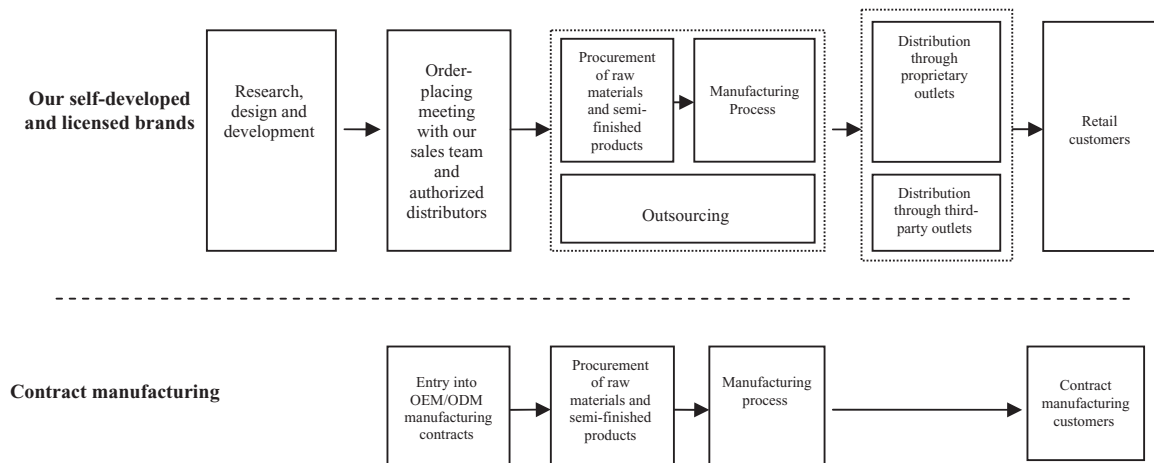 Our self-developed
and licensed brands
Research,
design and
development
Order-
placing
meeting
with our
sales team
and
authorized
distributors
Procurement
of raw
materials
and semi-
finished
products
Manufacturing
Process
Outsourcing
Distribution
through
proprietary
outlets
Distribution
through third-
party outlets
Retail
customers
Contract manufacturing
Entry into
OEM/ODM
manufacturing
contracts
Procurement
of raw
materials and
semi-finished
products
Manufacturing
process
Contract
manufacturing
customers